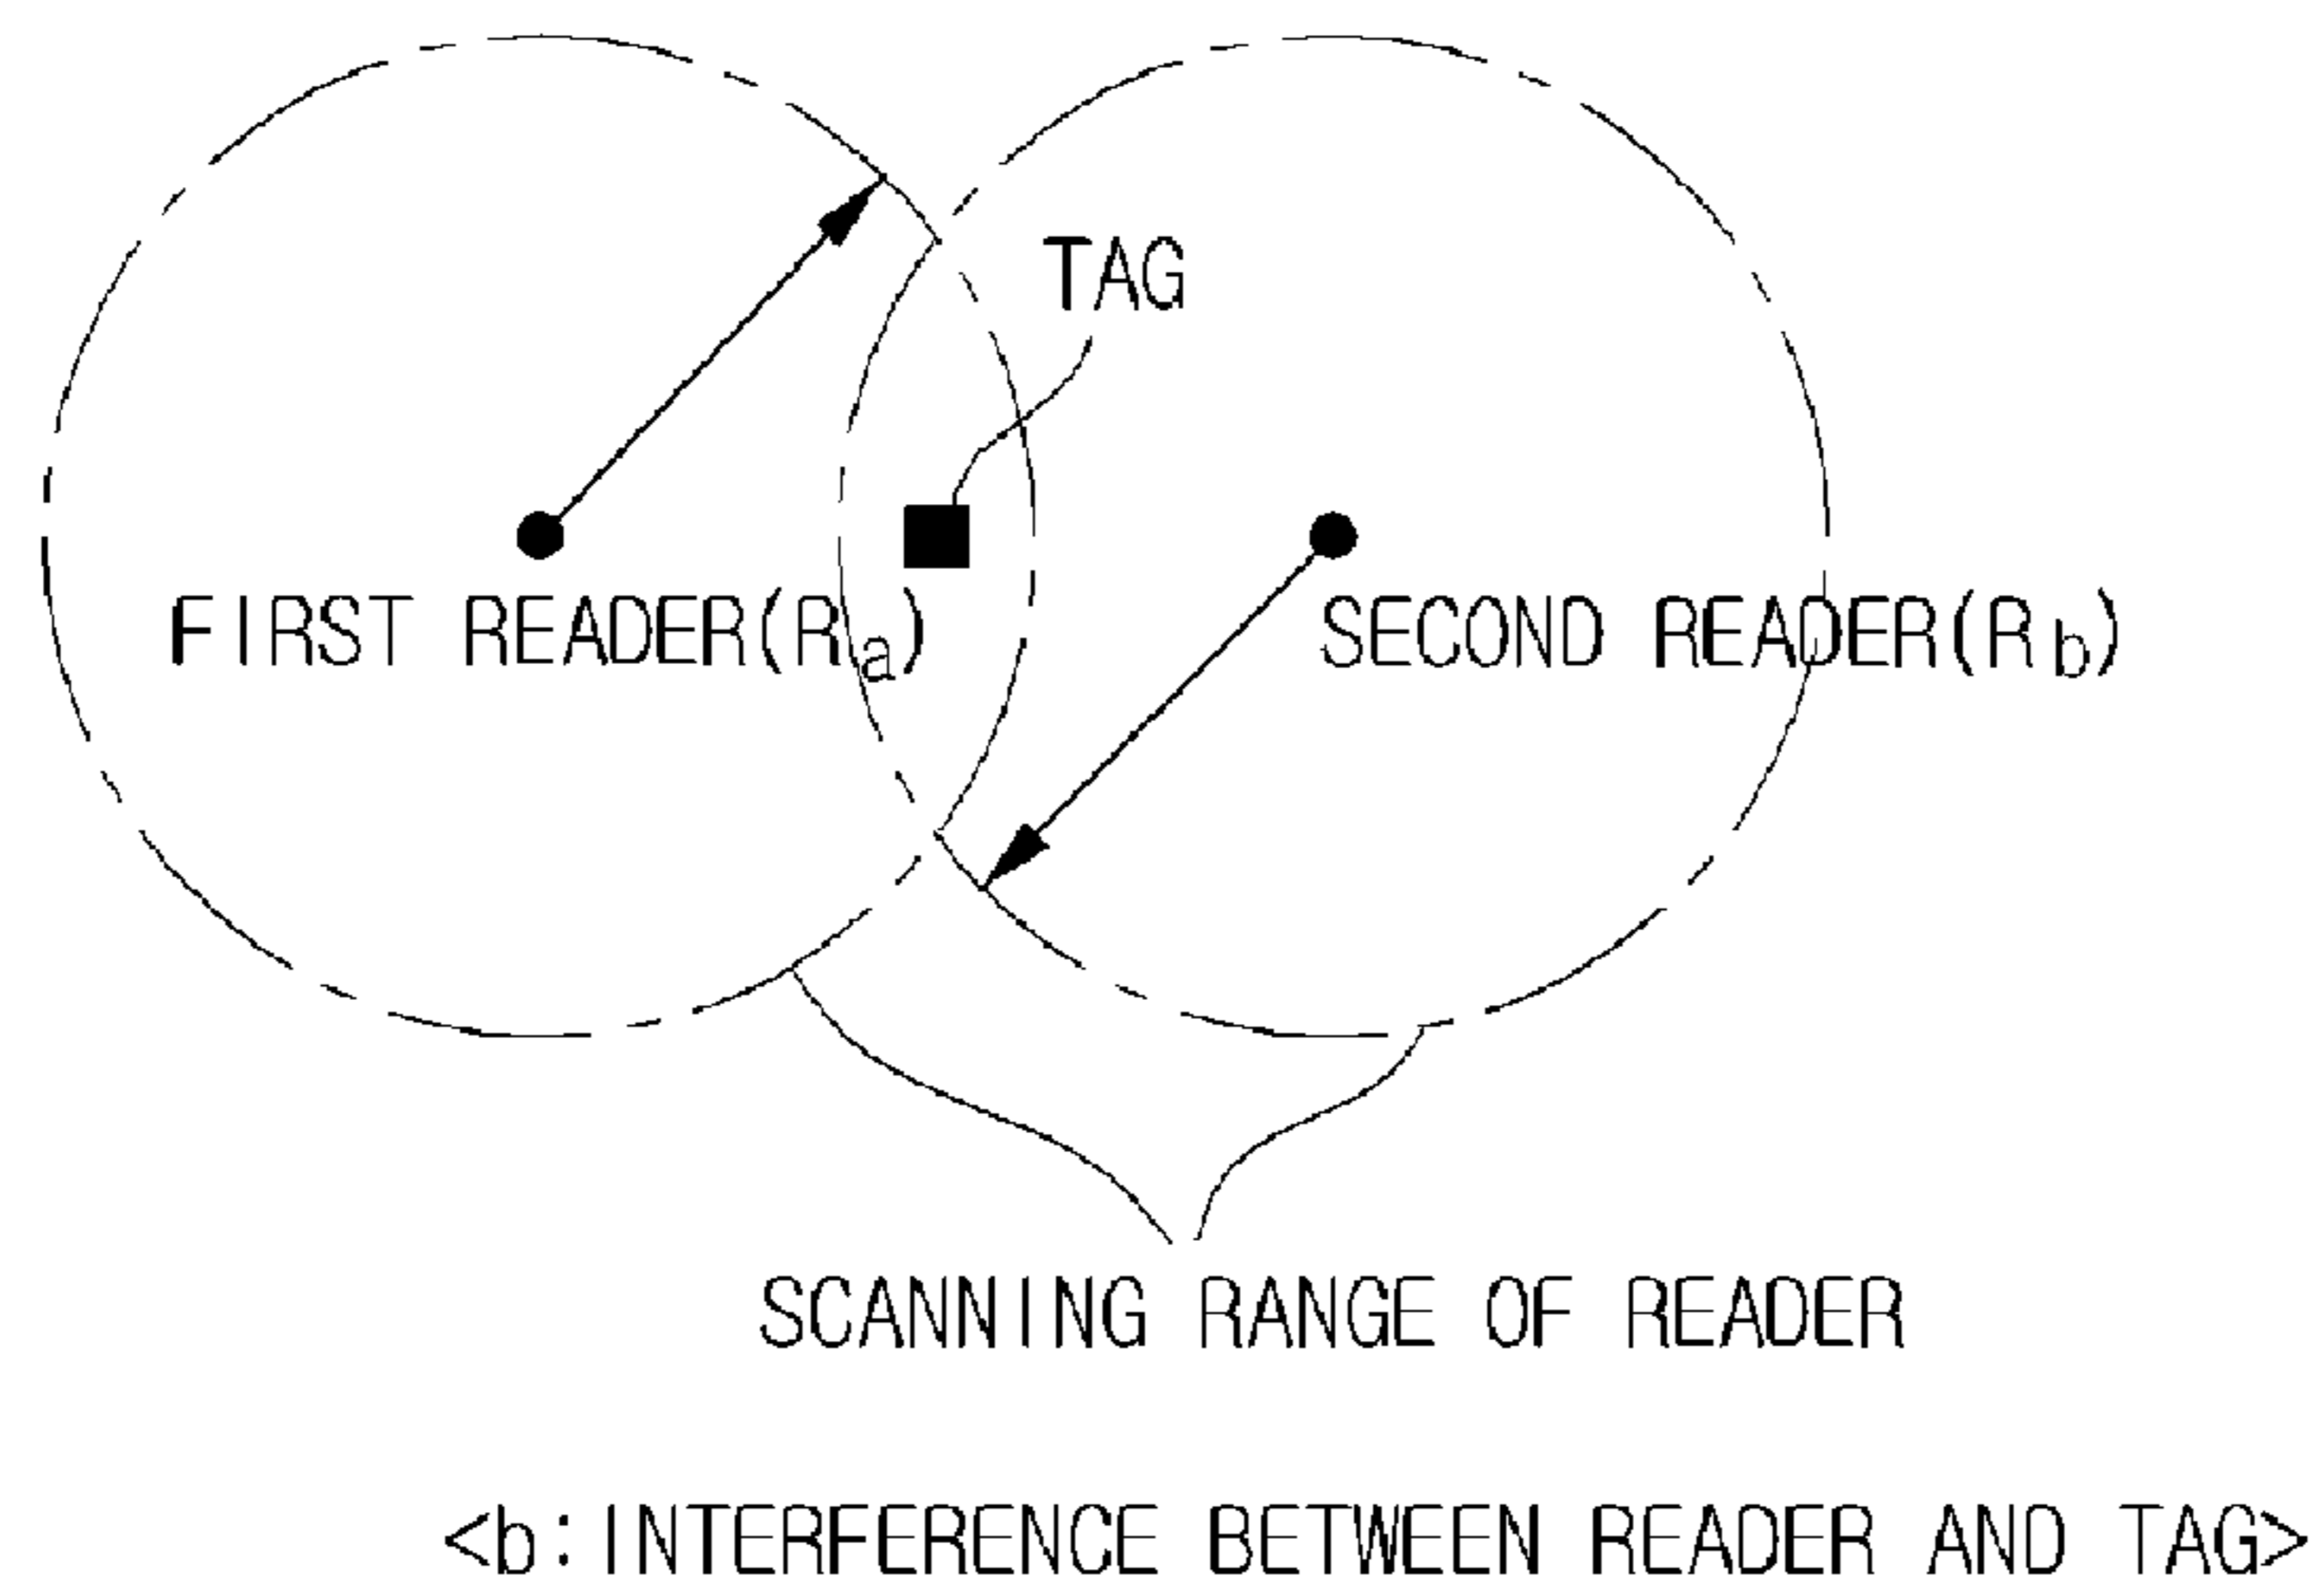 TAG
FIRST READER(Ra) SECOND READER(Rb)
SCANNING RANGE OF READER
<b:INTERFERENCE BETWEEN READER AND TAG>